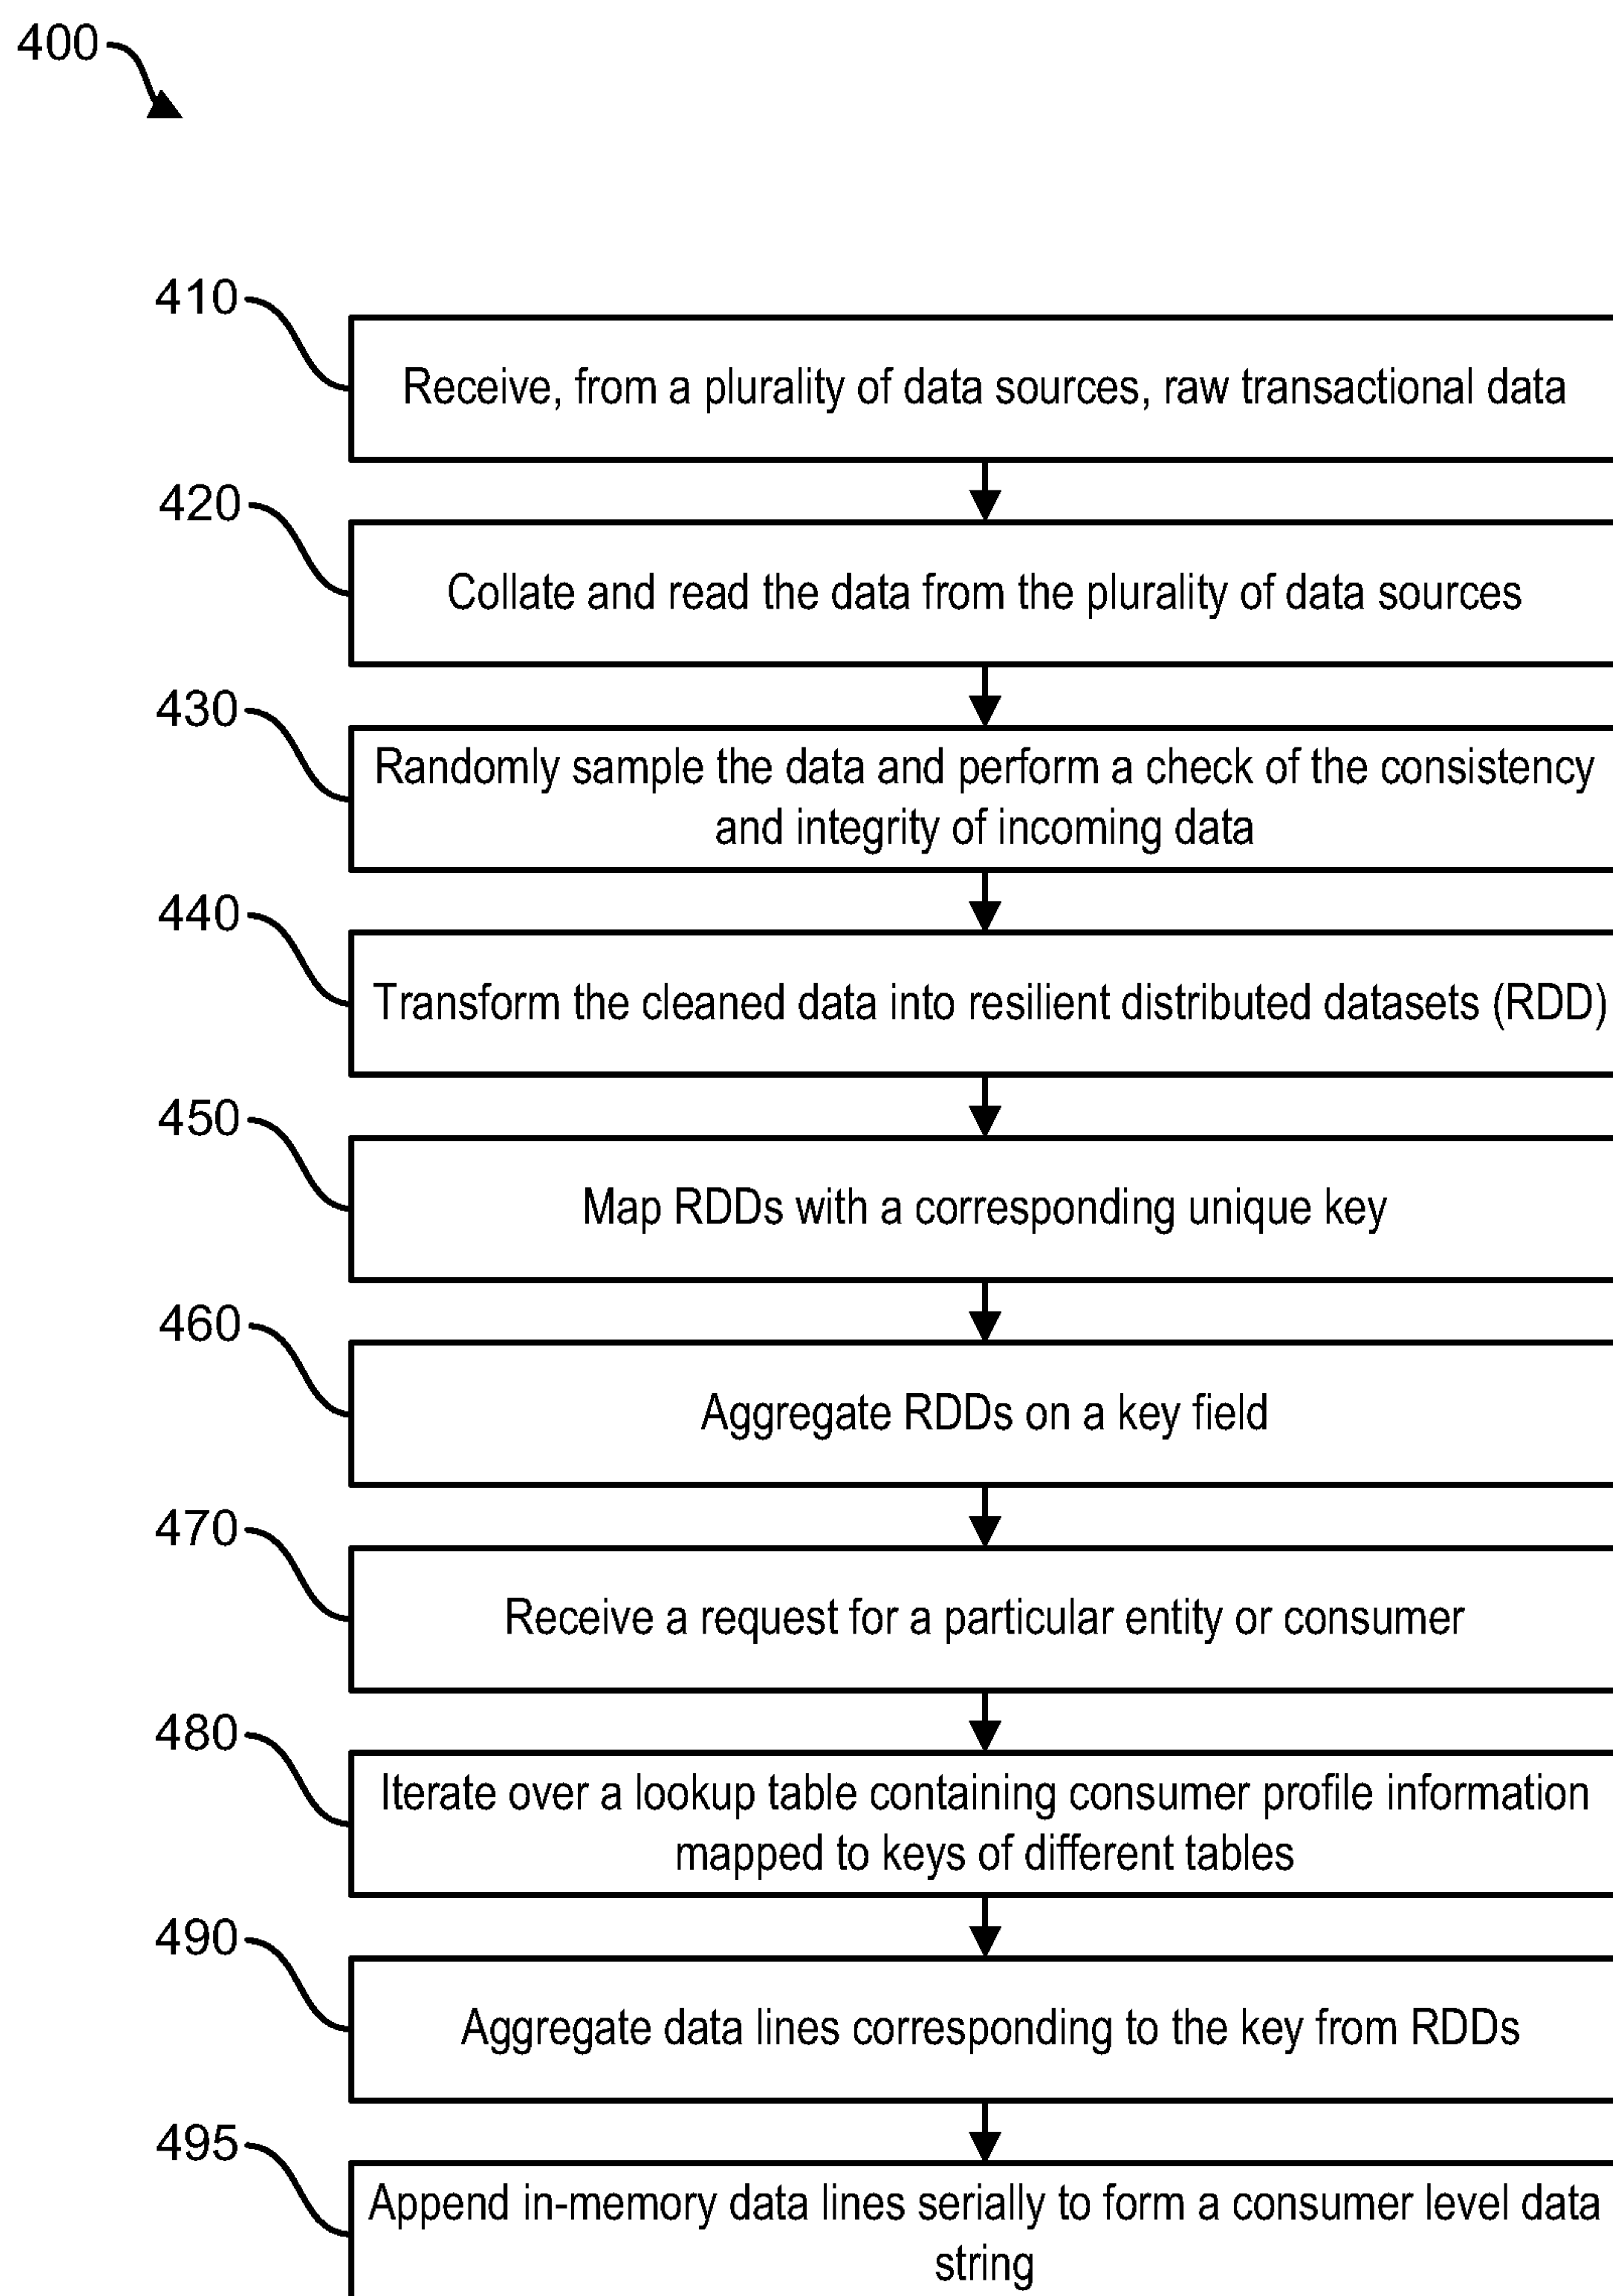 400
410
Receive, from a plurality of data sources, raw transactional data
420
Collate and read the data from the plurality of data sources
430
Randomly sample the data and perform a check of the consistency
and integrity of incoming data
440
Transform the cleaned data into resilient distributed datasets (RDD)
450
Map RDDs with a corresponding unique key
460
Aggregate RDDs on a key field
470
Receive a request for a particular entity or consumer
480
Iterate over a lookup table containing consumer profile information
mapped to keys of different tables
490
Aggregate data lines corresponding to the key from RDDs
495
Append in-memory data lines serially to form a consumer level data
string